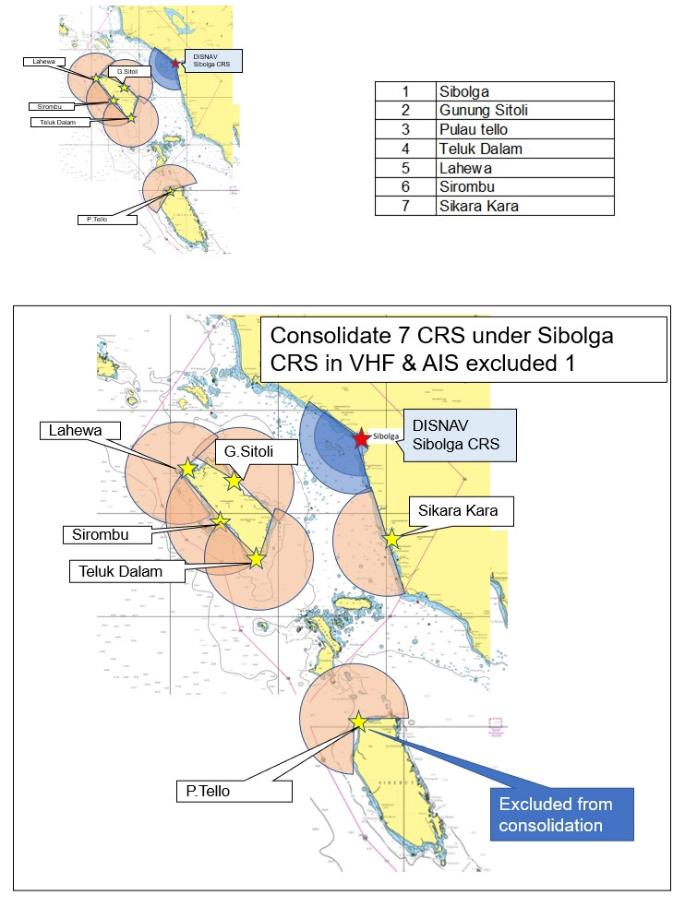 DISNAV
Sibolga CRS
Lahewa
G.Sitoli
Sirombu
Teluk Dalam
P.Tello
1 Sibolga
2 Gunung Sitoli
3 Pulau tello
4 Teluk Dalam
5 Lahewa
6 Sirombu
7 Sikara Kara
Consolidate 7 CRS under Sibolga
CRS in VHF & AIS excluded 1
Lahewa
G.Sitoli
Sibolga
DISNAV
Sibolga CRS
Sikara Kara
Sirombu
Teluk Dalam
P.Tello
Excluded from
consolidation